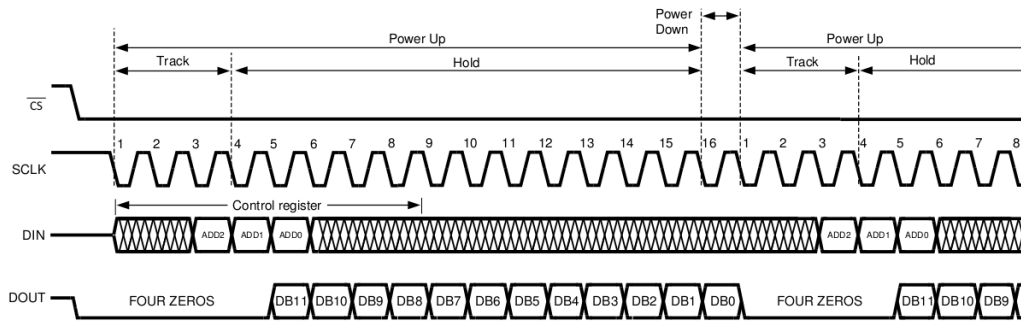 Power
Down
Power Up
Power Up
Track
Hold
Track
Hold
CS
1 2 3 4 5 6 7 8 9 10 11 12 13 14 15 16 1 2 3 4 5 6 7 8
SCLK
Control register
DIN ADD2 ADD1 ADD0 ADD2 ADD1 ADD0
DOUT FOUR ZEROS DB11 DB10 DB9 DB8 DB7 DB6 DB5 DB4 DB3 DB2 DB1 DB0 FOUR ZEROS DB11 DB10 DB9